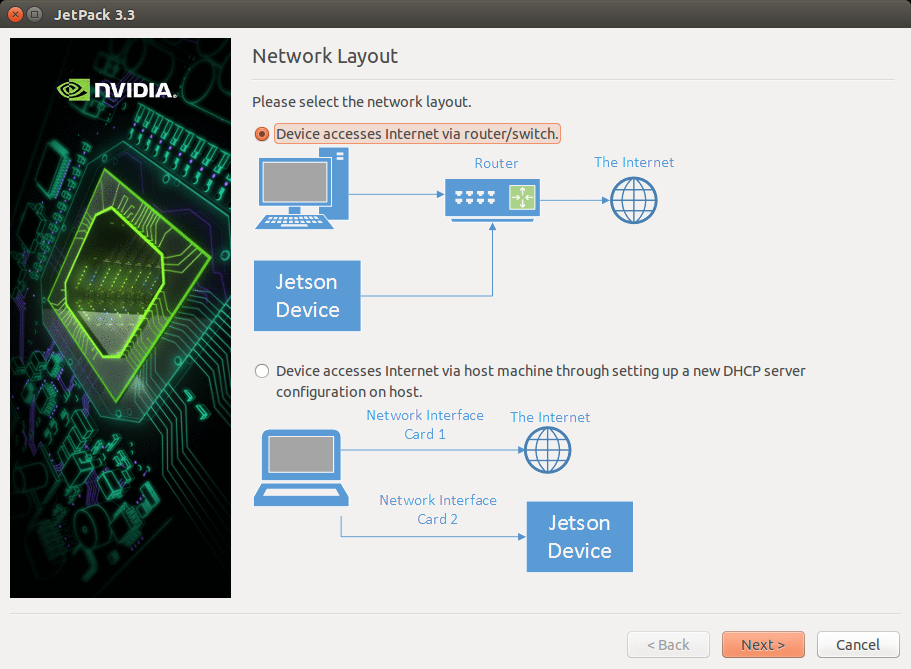 JetPack 3.3
NVIDIA.
Network Layout
Please select the network layout.
Device accesses Internet via router/switch.
Router
The Internet
Jetson
Device
Device accesses Internet via host machine through setting up a new DHCP server
configuration on host.
Network Interface
Card 1
The Internet
Network Interface
Card 2
Jetson
Device
< Back
Next >
Cancel